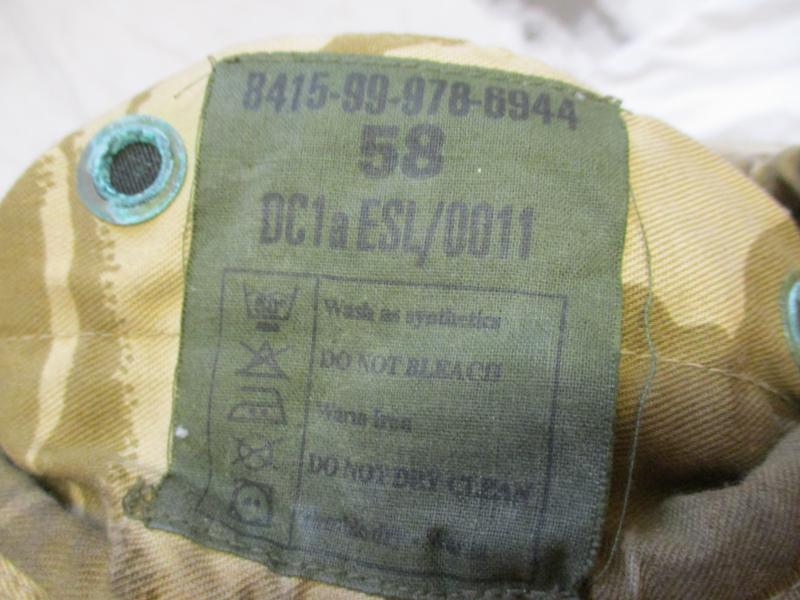 8415-99-978-6944
58
DC1a ESL/0011
Wash as synthetics
DO NOT BLEACH
Warm Iron
DO NOT DRY CLEAN